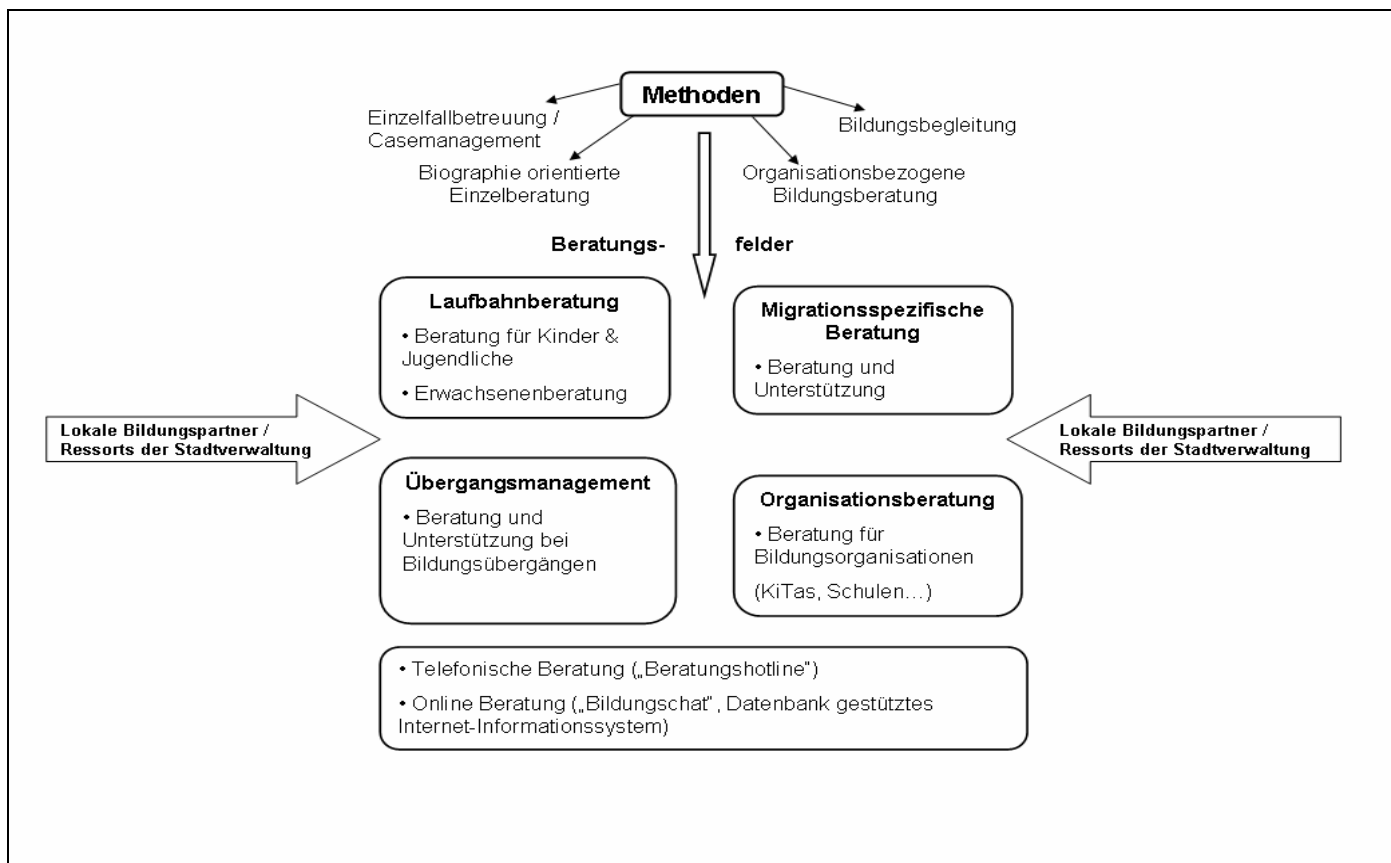 Methoden
Einzelfallbetreuung /
Casemanagement
Bildungsbegleitung
Biographie orientierte
Einzelberatung
Organisationsbezogene
Bildungsberatung
Beratungs- felder
Laufbahnberatung
• Beratung für Kinder &
Jugendliche
• Erwachsenenberatung
Migrationsspezifische
Beratung
• Beratung und
Unterstützung
Lokale Bildungspartner /
Ressorts der Stadtverwaltung
Lokale Bildungspartner /
Ressorts der Stadtverwaltung
Übergangsmanagement
• Beratung und
Unterstützung bei
Bildungsübergängen
Organisationsberatung
• Beratung für
Bildungsorganisationen
(KiTas, Schulen…)
• Telefonische Beratung („Beratungshotline“)
• Online Beratung („Bildungschat“, Datenbank gestütztes
Internet-Informationssystem)